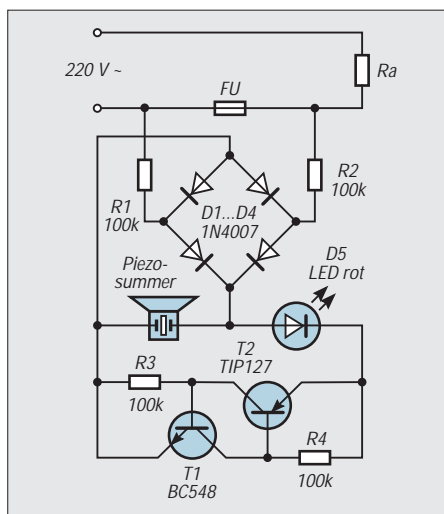 220 V ~
FU
Ra
R1
100k
D1...D4
1N4007
R2
100k
Piezo-
summer
D5
LED rot
T2
TIP127
R3
100k
T1
BC548
R4
100k